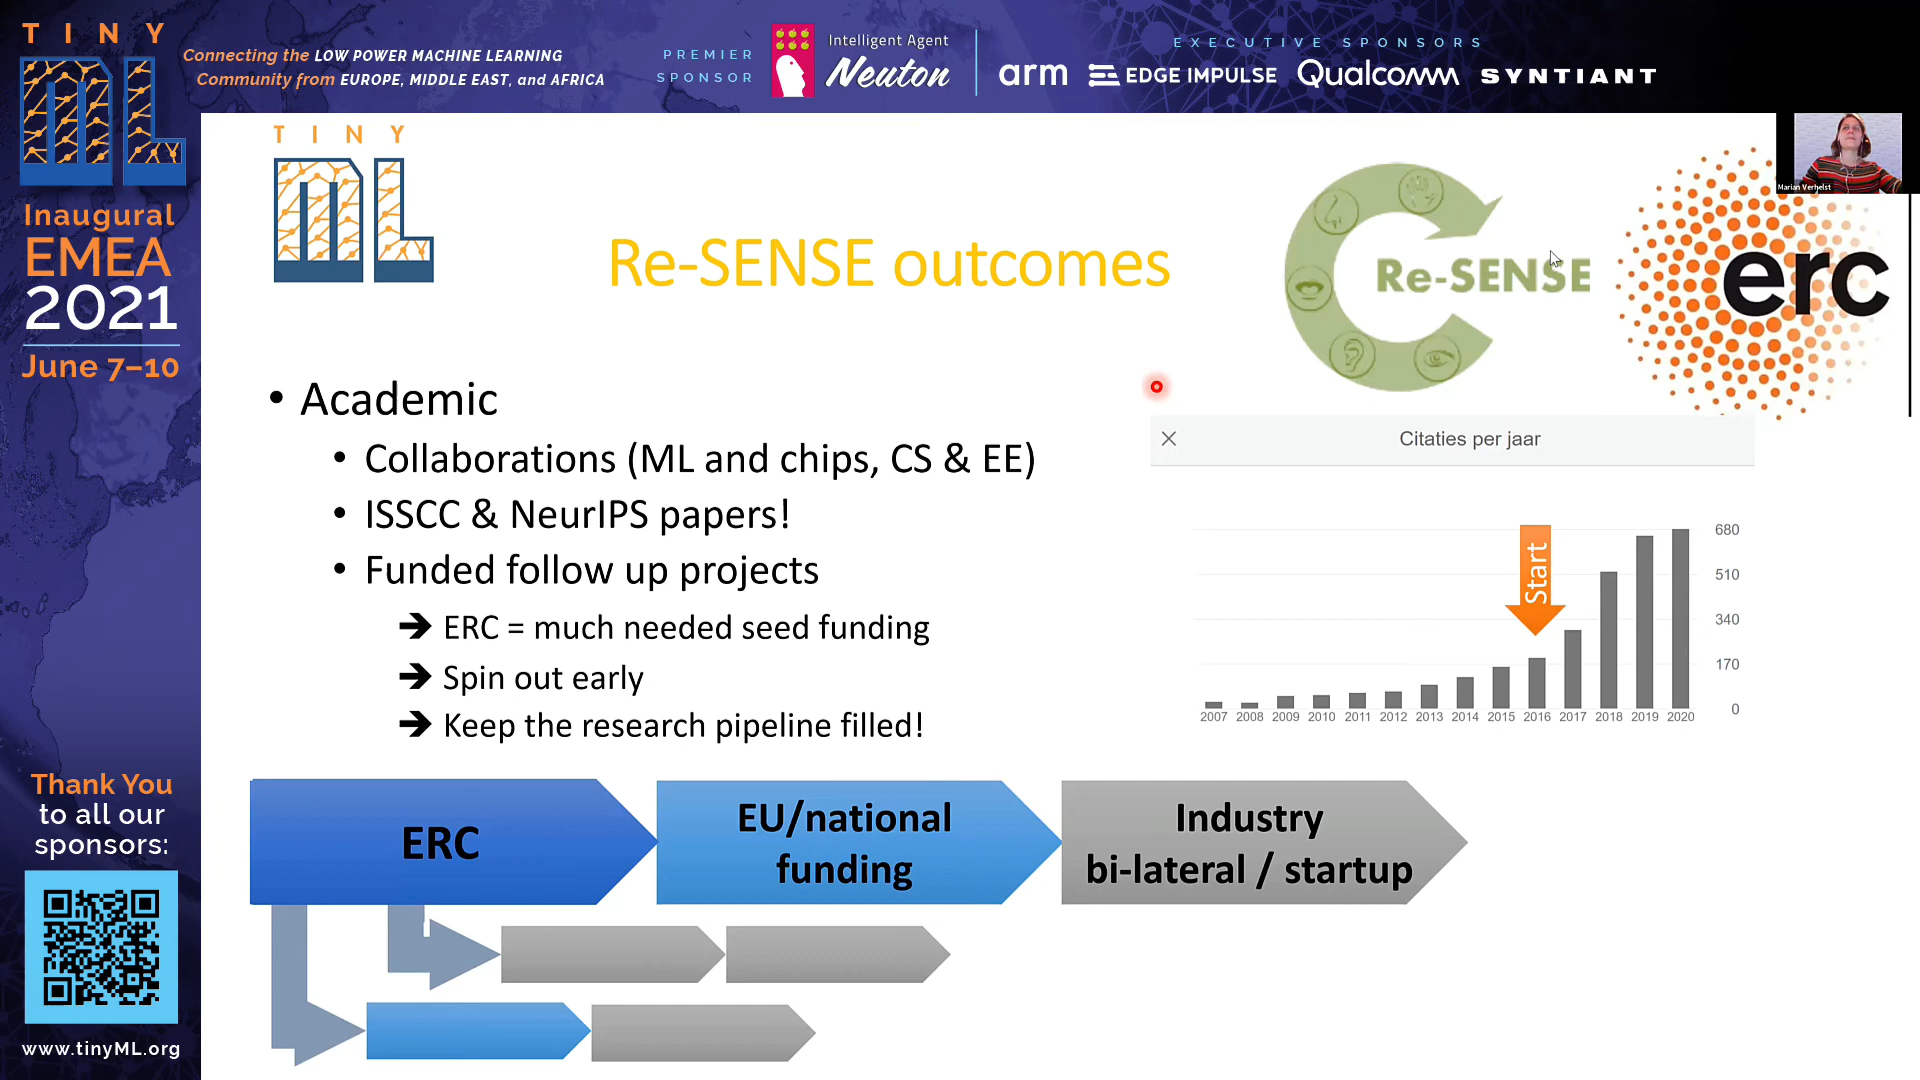 TINY
Connecting the LOW POWER MACHINE LEARNING
Community from EUROPE, MIDDLE EAST, and AFRICA
PREMIER
SPONSOR
Intelligent Agent
Neuton
EXECUTIVE SPONSORS
arm
EDGE IMPULSE
Qualcomm
SYNTIANT
ML
Inaugural
EMEA
2021
June 7–10
Thank You
to all our
sponsors:
www.tinyML.org
TINY
ML
Re-SENSE outcomes
Re-SENSE
erc
Marian Verhelst
• Academic
• Collaborations (ML and chips, CS & EE)
• ISSCC & NeurIPS papers!
• Funded follow up projects
➔ ERC = much needed seed funding
➔ Spin out early
➔ Keep the research pipeline filled!
Citaties per jaar
Start
680
510
340
170
0
2007 2008 2009 2010 2011 2012 2013 2014 2015 2016 2017 2018 2019 2020
ERC
EU/national
funding
Industry
bi-lateral / startup